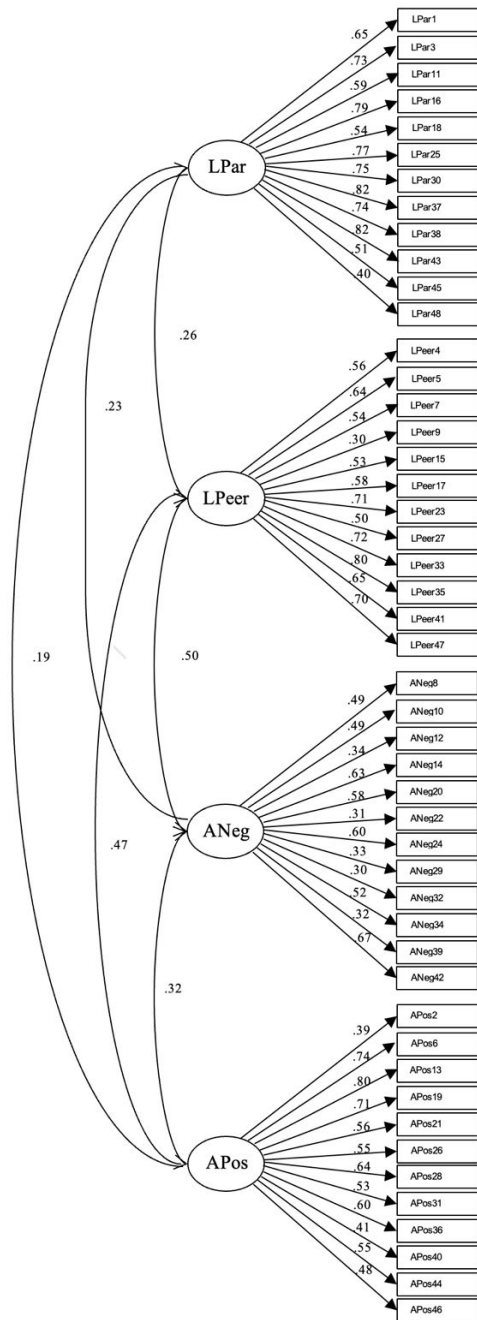 LPar1
.65
LPar3
.73
LPar11
.59
LPar16
.79
LPar18
.54
LPar25
.77
LPar30
.75
LPar37
.82
LPar38
.74
LPar43
.82
LPar45
.51
LPar48
.40
LPar
.26
.23
LPeer4
.56
LPeer5
.64
LPeer7
.54
LPeer9
.30
LPeer15
.53
LPeer17
.58
LPeer23
.71
LPeer27
.50
LPeer33
.72
LPeer35
.80
LPeer41
.65
LPeer47
.70
LPeer
.19
.50
ANeg8
.49
ANeg10
.49
ANeg12
.34
ANeg14
.63
ANeg20
.58
ANeg22
.31
ANeg24
.60
ANeg29
.33
ANeg32
.30
ANeg34
.52
ANeg39
.32
ANeg42
.67
ANeg
.47
.32
APos2
.39
APos6
.74
APos13
.80
APos19
.71
APos21
.56
APos26
.55
APos28
.64
APos31
.53
APos36
.60
APos40
.41
APos44
.55
APos46
.48
APos